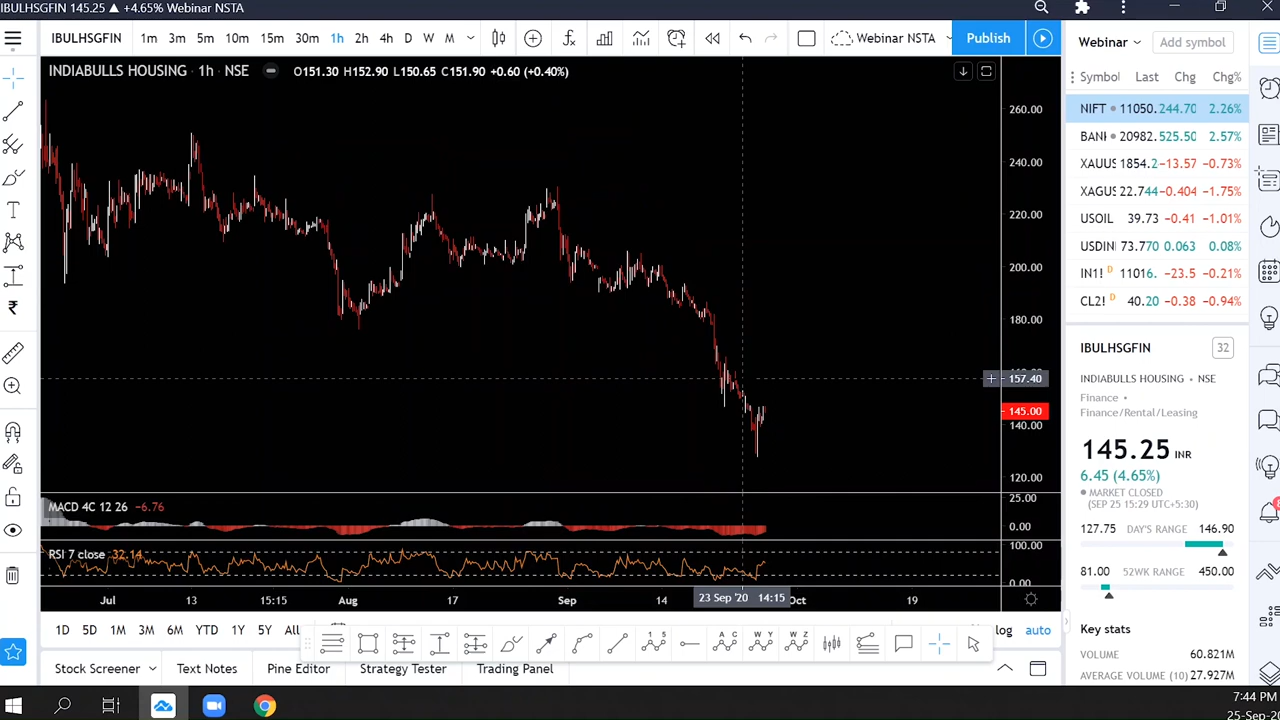 IBULHSGFIN 145.25 ▲ +4.65% Webinar NSTA
IBULHSGFIN 1m 3m 5m 10m 15m 30m 1h 2h 4h D W M Webinar NSTA Publish
INDIABULLS HOUSING · 1h · NSE O151.30 H152.90 L150.65 C151.90 +0.60 (+0.40%)
260.00
240.00
220.00
200.00
180.00
157.40
145.00
140.00
120.00
MACD 4C 12 26 −6.76
25.00
0.00
RSI 7 close 32.14
100.00
0.00
Jul 13 15:15 Aug 17 Sep 14 23 Sep '20 14:15 Oct 19
1D 5D 1M 3M 6M YTD 1Y 5Y All log auto
Stock Screener Text Notes Pine Editor Strategy Tester Trading Panel
Webinar Add symbol
Symbol Last Chg Chg%
NIFT 11050. 244.70 2.26%
BANI 20982. 525.50 2.57%
XAUUS 1854.2 −13.57 −0.73%
XAGUS 22.744 −0.404 −1.75%
USOIL 39.73 −0.41 −1.01%
USDIN 73.770 0.063 0.08%
IN1! D 11016. −23.5 −0.21%
CL2! D 40.20 −0.38 −0.94%
IBULHSGFIN 32
INDIABULLS HOUSING • NSE
Finance •
Finance/Rental/Leasing
145.25 INR
6.45 (4.65%)
MARKET CLOSED
(SEP 25 15:29 UTC+5:30)
127.75 DAY'S RANGE 146.90
81.00 52WK RANGE 450.00
Key stats
VOLUME 60.821M
AVERAGE VOLUME (10) 27.927M
7:44 PM
25-Sep-20